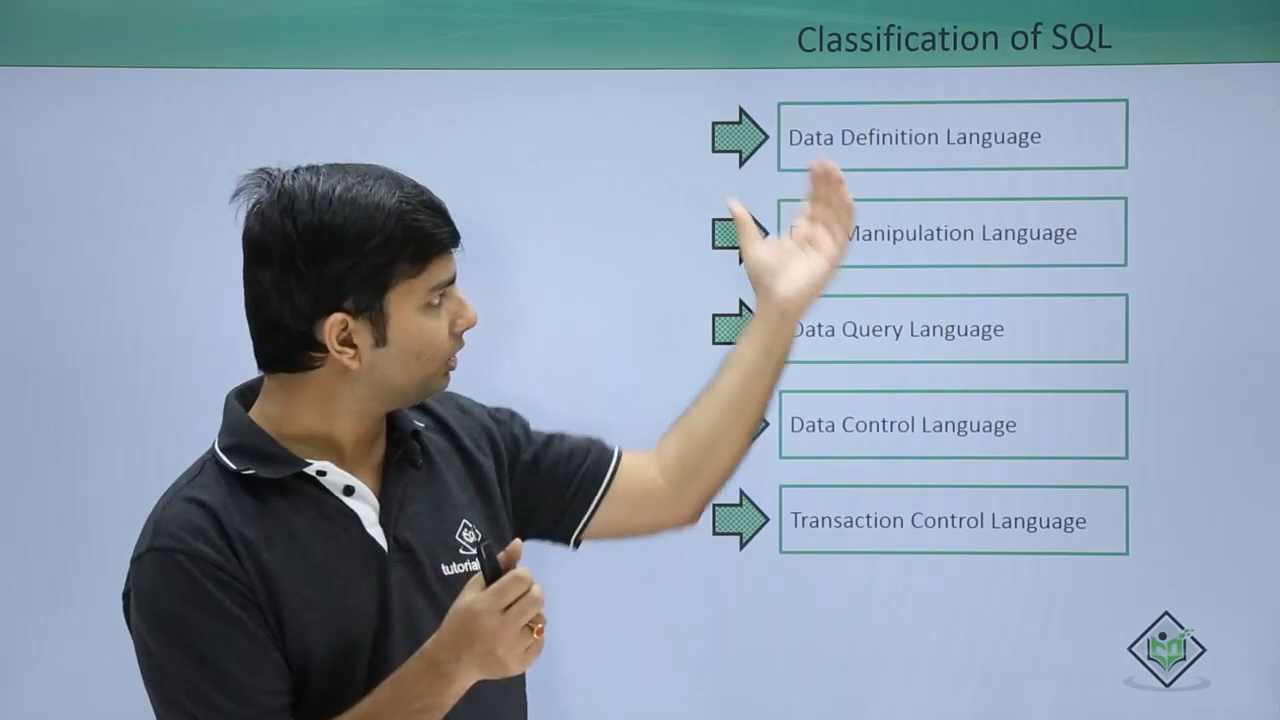 Classification of SQL
Data Definition Language
Manipulation Language
Data Query Language
Data Control Language
Transaction Control Language
tutorial